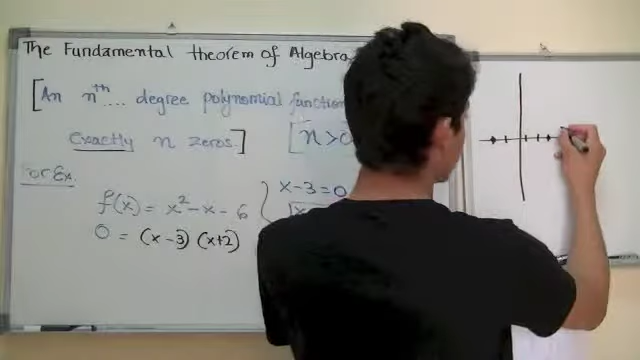 The Fundamental theorem of Algebra
[An nth.... degree polynomial function
Exactly n zeros.] [n>0
For Ex.
f(x) = x² - x - 6
0 = (x - 3) (x+2)
x-3=0